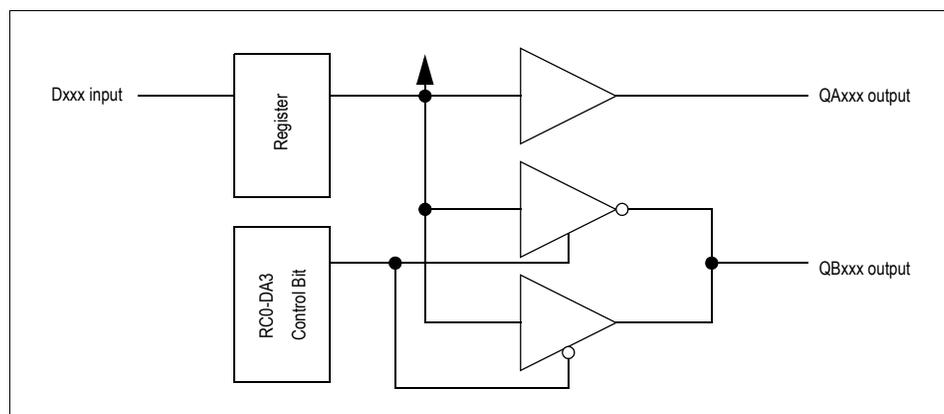 Dxxx input
Register
QAxxx output
RC0-DA3
Control Bit
QBxxx output